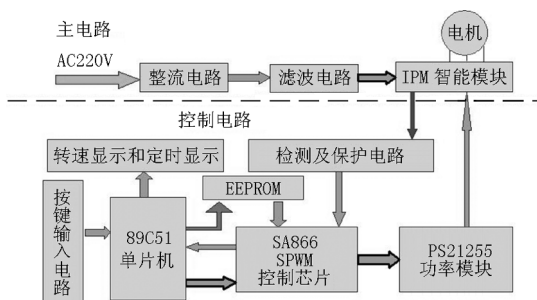 主电路
电机
AC220V
整流电路
滤波电路
IPM 智能模块
控制电路
转速显示和定时显示
检测及保护电路
EEPROM
按键输入电路
89C51
单片机
SA866
SPWM
控制芯片
PS21255
功率模块